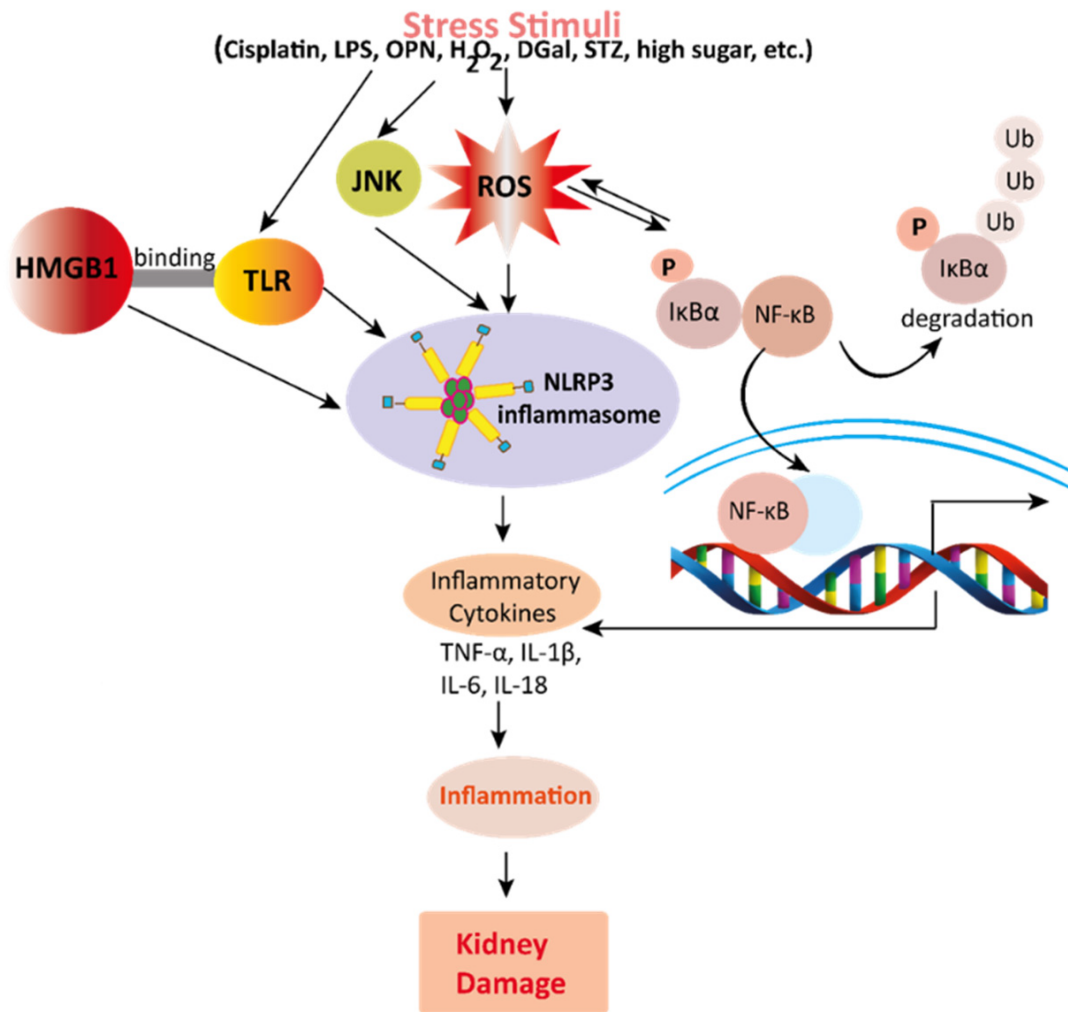 Stress Stimuli
(Cisplatin, LPS, OPN, H2O2, DGal, STZ, high sugar, etc.)
JNK
ROS
HMGB1
binding
TLR
P
IκBα
NF-κB
Ub
Ub
Ub
P
IκBα
degradation
NLRP3
inflammasome
NF-κB
Inflammatory
Cytokines
TNF-α, IL-1β,
IL-6, IL-18
Inflammation
Kidney
Damage